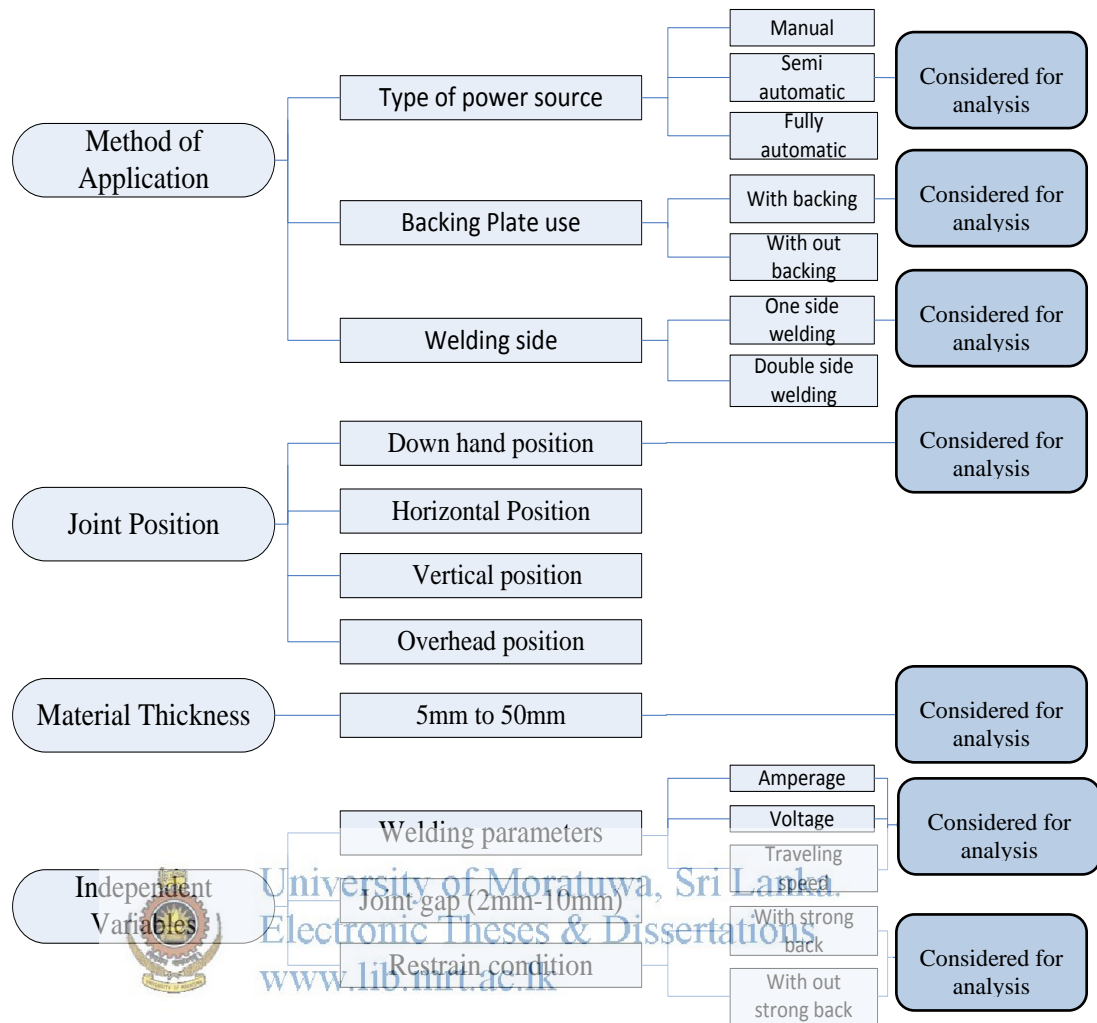 Method of
Application
Type of power source
Manual
Semi
automatic
Fully
automatic
Considered for
analysis
Backing Plate use
With backing
With out
backing
Considered for
analysis
Welding side
One side
welding
Double side
welding
Considered for
analysis
Joint Position
Down hand position
Considered for
analysis
Horizontal Position
Vertical position
Overhead position
Material Thickness
5mm to 50mm
Considered for
analysis
Independent
Variables
Welding parameters
Amperage
Voltage
Traveling
speed
Considered for
analysis
Joint gap (2mm-10mm)
Restrain condition
With strong
back
With out
strong back
Considered for
analysis
University of Moratuwa, Sri Lanka.
Electronic Theses & Dissertations
www.lib.mrt.ac.lk